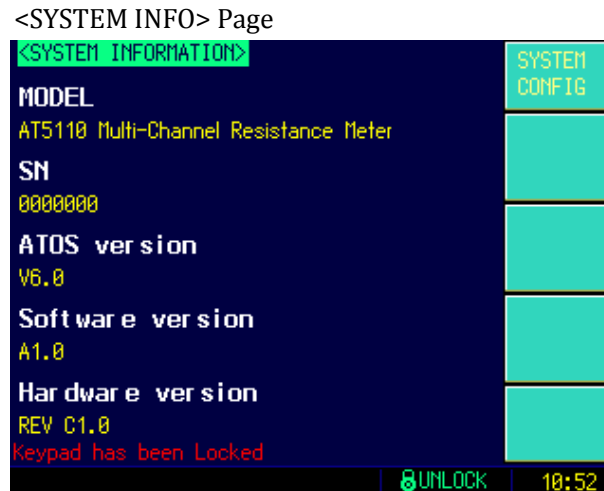 <SYSTEM INFO> Page
<SYSTEM INFORMATION>
SYSTEM
CONFIG
MODEL
AT5110 Multi-Channel Resistance Meter
SN
0000000
ATOS version
V6.0
Software version
A1.0
Hardware version
REV C1.0
Keypad has been Locked
UNLOCK
10:52